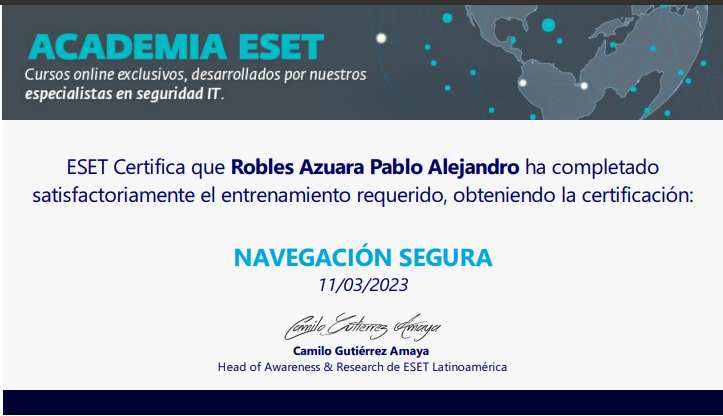 ACADEMIA ESET
Cursos online exclusivos, desarrollados por nuestros
especialistas en seguridad IT.
ESET Certifica que Robles Azuara Pablo Alejandro ha completado
satisfactoriamente el entrenamiento requerido, obteniendo la certificación:
NAVEGACIÓN SEGURA
11/03/2023
Camilo Gutierrez Amaya
Camilo Gutiérrez Amaya
Head of Awareness & Research de ESET Latinoamérica